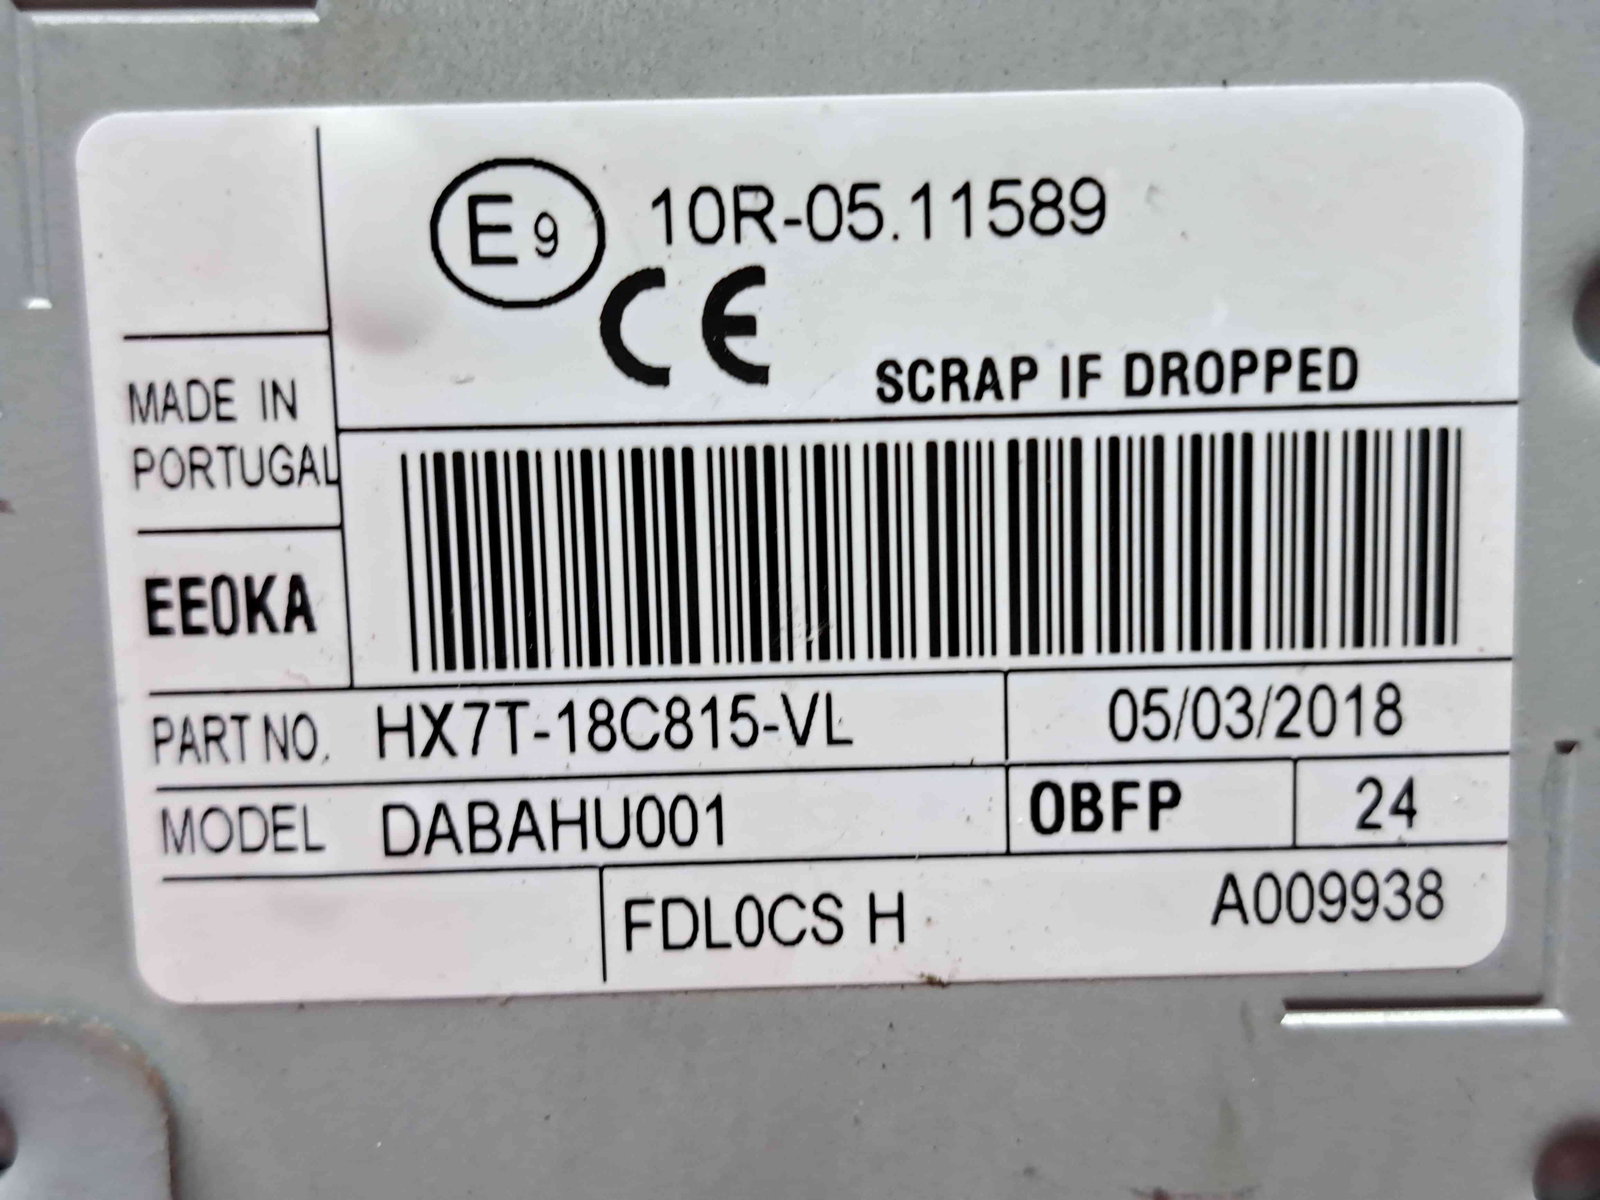 E9 10R-05.11589
CE
SCRAP IF DROPPED
MADE IN
PORTUGAL
EE0KA
PART NO. HX7T-18C815-VL 05/03/2018
MODEL DABAHU001 0BFP 24
FDL0CS H A009938